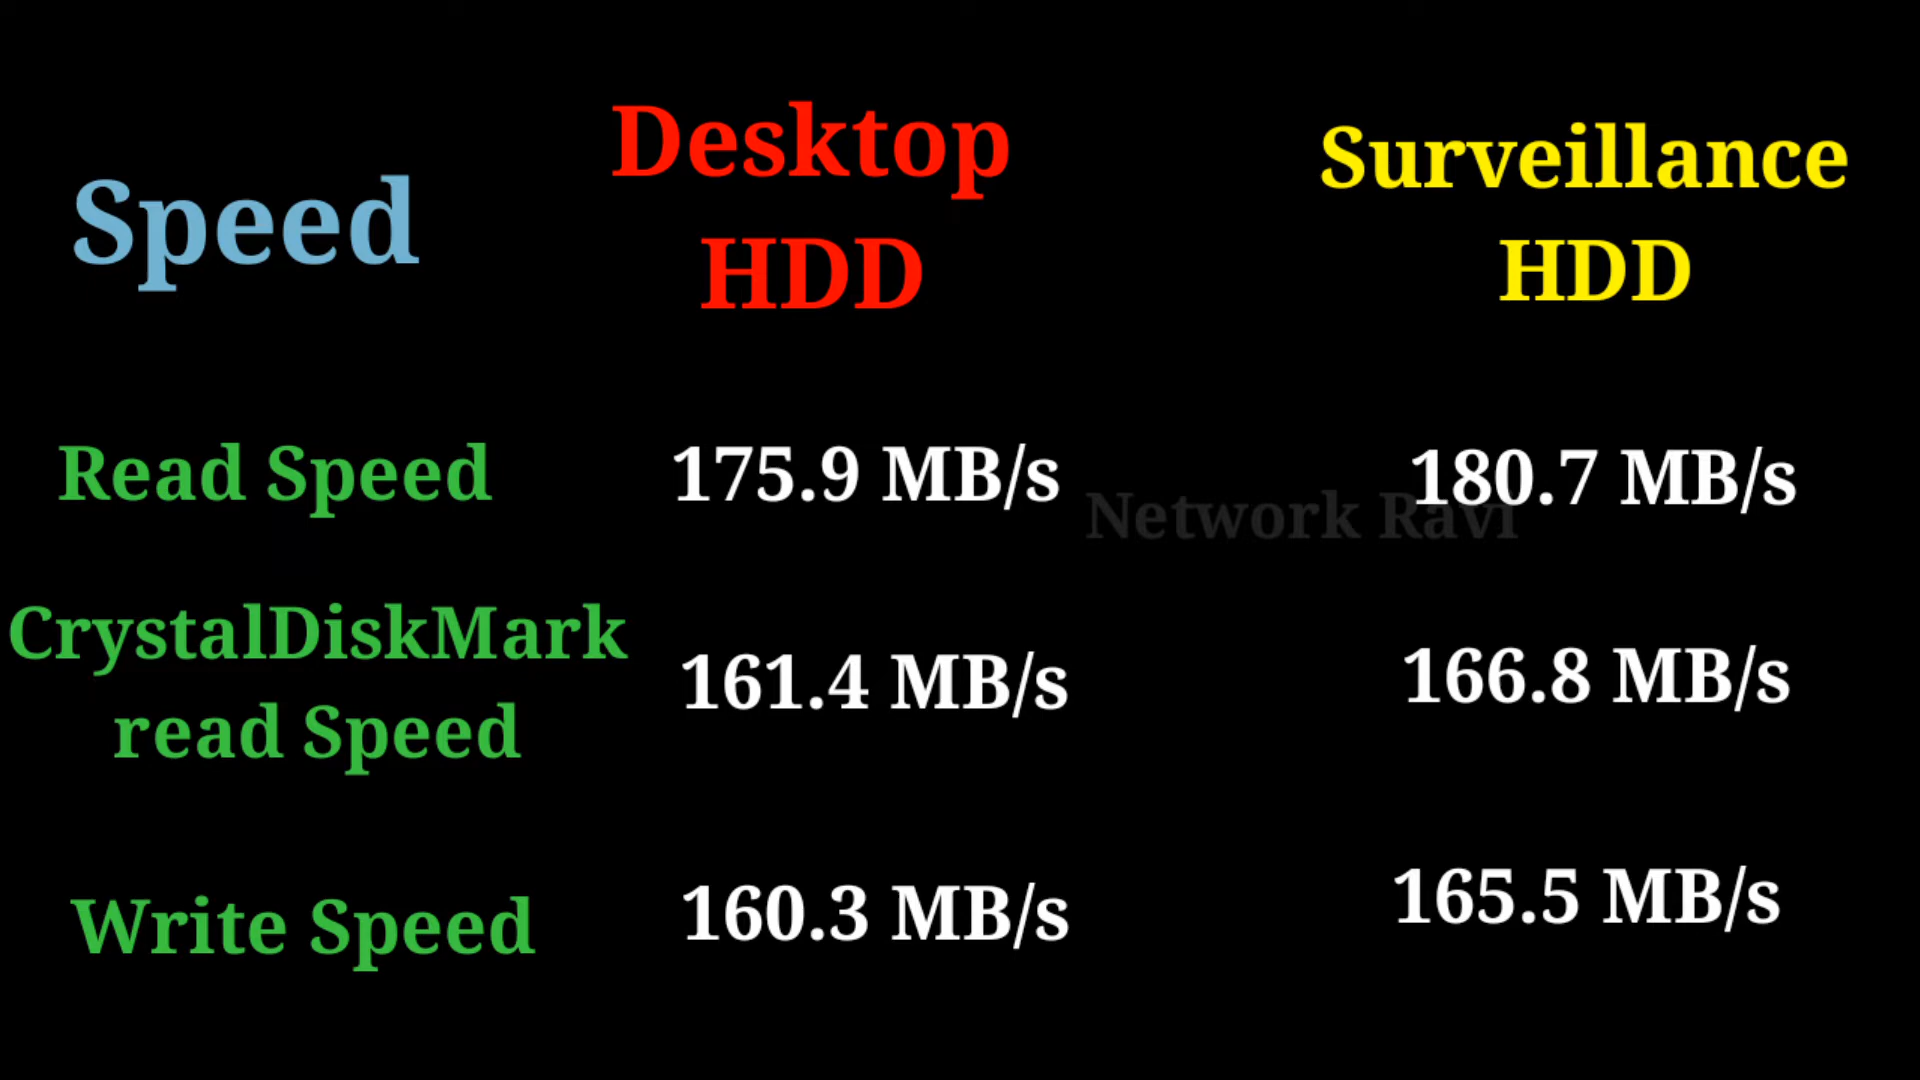 Speed
Desktop
HDD
Surveillance
HDD
Read Speed
175.9 MB/s
180.7 MB/s
Network Ravi
CrystalDiskMark
read Speed
161.4 MB/s
166.8 MB/s
Write Speed
160.3 MB/s
165.5 MB/s